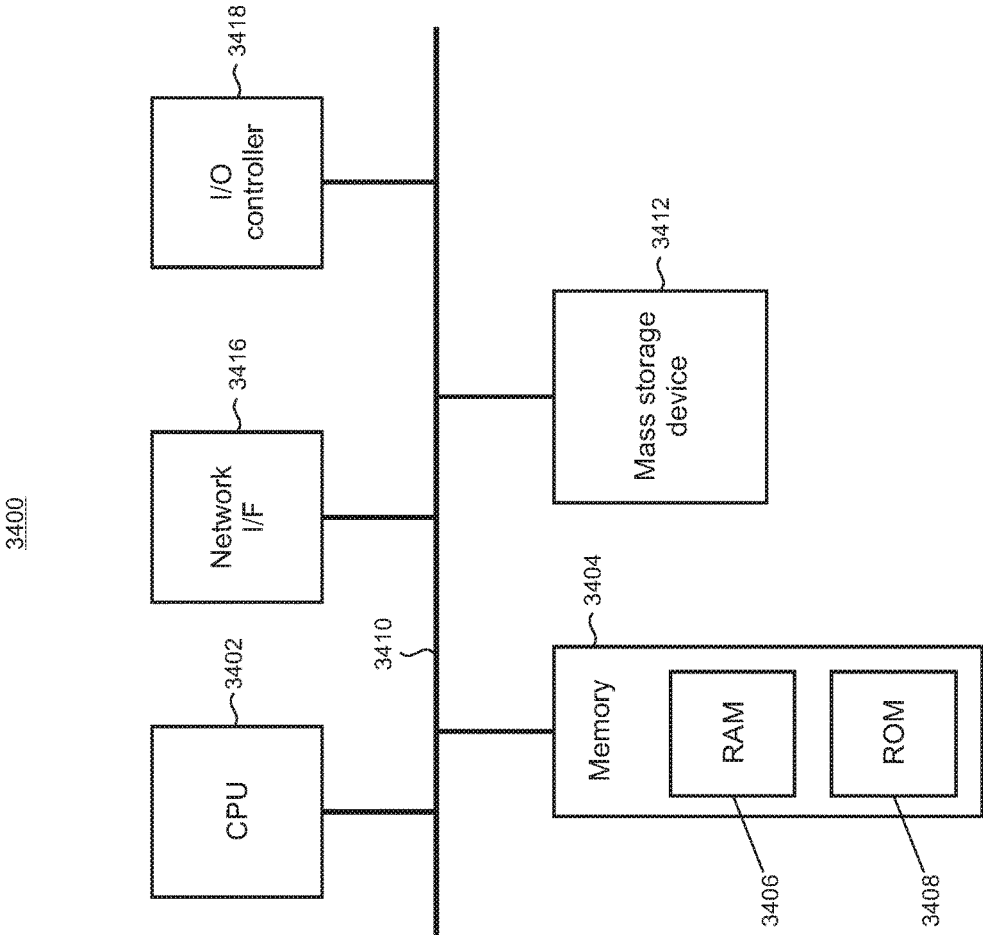 3400
CPU
3402
Network
I/F
3416
I/O
controller
3418
3410
Memory
3404
RAM
3406
ROM
3408
Mass storage
device
3412